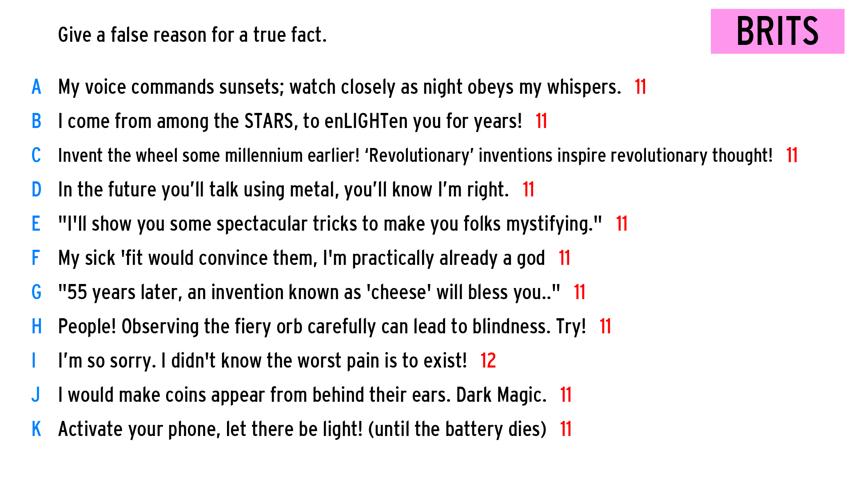 Give a false reason for a true fact.
BRITS
A My voice commands sunsets; watch closely as night obeys my whispers. 11
B I come from among the STARS, to enLIGHTen you for years! 11
C Invent the wheel some millennium earlier! ‘Revolutionary’ inventions inspire revolutionary thought! 11
D In the future you’ll talk using metal, you’ll know I’m right. 11
E "I'll show you some spectacular tricks to make you folks mystifying." 11
F My sick 'fit would convince them, I'm practically already a god 11
G "55 years later, an invention known as 'cheese' will bless you.." 11
H People! Observing the fiery orb carefully can lead to blindness. Try! 11
I I’m so sorry. I didn't know the worst pain is to exist! 12
J I would make coins appear from behind their ears. Dark Magic. 11
K Activate your phone, let there be light! (until the battery dies) 11